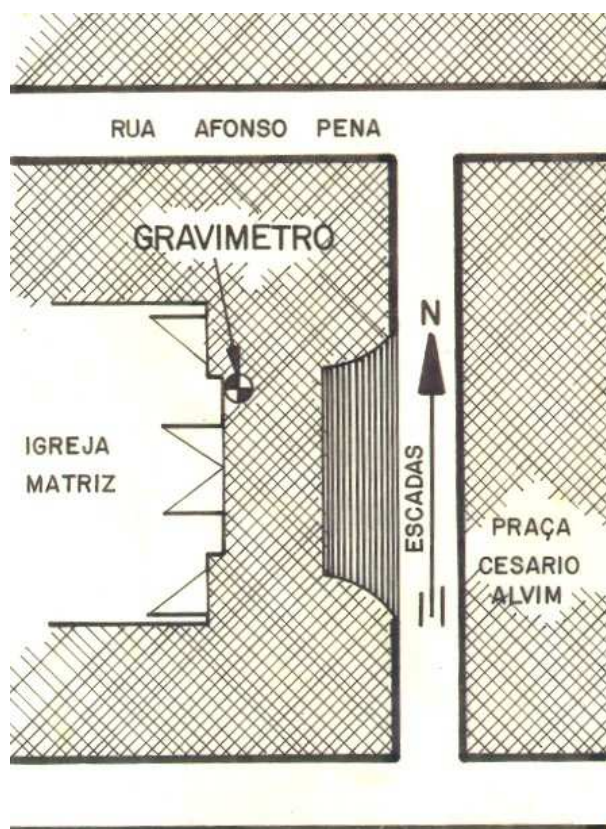 RUA AFONSO PENA
GRAVIMETRO
N
IGREJA
MATRIZ
ESCADAS
PRAÇA
CESARIO
ALVIM